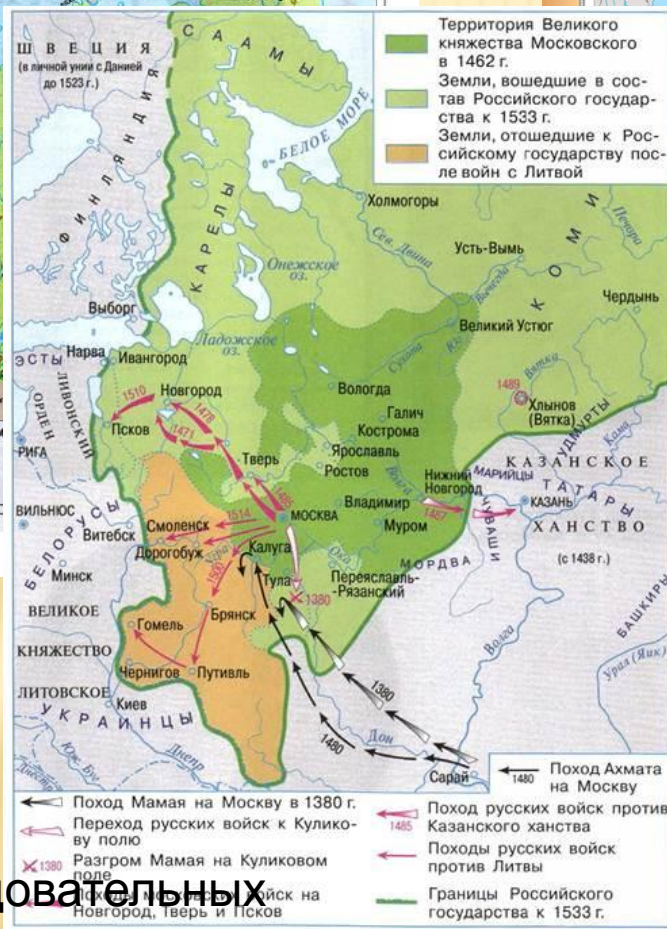 Территория Великого
княжества Московского
в 1462 г.
Земли, вошедшие в сос-
тав Российского государ-
ства к 1533 г.
Земли, отошедшие к Рос-
сийскому государству пос-
ле войн с Литвой
ШВЕЦИЯ
(в личной унии с Данией
до 1523 г.)
СААМЫ
БЕЛОЕ МОРЕ
ФИНЛЯНДИЯ
КАРЕЛЫ
Холмогоры
Сев. Двина
Печора
КОМИ
Усть-Вымь
Вычегда
Онежское
оз.
Чердынь
Выборг
Ладожское
оз.
Великий Устюг
Сухона
Юг
Нарва
Ивангород
ЭСТЫ
ЛИВОНСКИЙ
ОРДЕН
Новгород
1510
1478
1471
Псков
Вологда
Галич
Кострома
Вятка
1489
Хлынов
(Вятка)
УДМУРТЫ
Кама
РИГА
Тверь
1485
Ярославль
Ростов
КАЗАНСКОЕ
МАРИЙЦЫ
ТАТАРЫ
Нижний
Новгород
Волга
1487
КАЗАНЬ
ХАНСТВО
(с 1438 г.)
ЧУВАШИ
ВИЛЬНЮС
Владимир
МОСКВА
Муром
МОРДВА
БЕЛОРУСЫ
Витебск
Смоленск
1514
Дорогобуж
Угра
Калуга
Ока
1500
Минск
Тула
1380
Переяславль-
Рязанский
БАШКИРЫ
ВЕЛИКОЕ
КНЯЖЕСТВО
ЛИТОВСКОЕ
Гомель
Брянск
Волга
Урал (Яик)
Чернигов
Путивль
1380
Киев
УКРАИНЦЫ
1480
Дон
Юж. Буг
Днепр
Днестр
Сарай
1480
Поход Ахмата
на Москву
Поход Мамая на Москву в 1380 г.
Переход русских войск к Кулико-
ву полю
1380
Разгром Мамая на Куликовом
поле
Походы московских войск на
Новгород, Тверь и Псков
Поход русских войск против
1485
Казанского ханства
Походы русских войск
против Литвы
Границы Российского
государства к 1533 г.
довательных